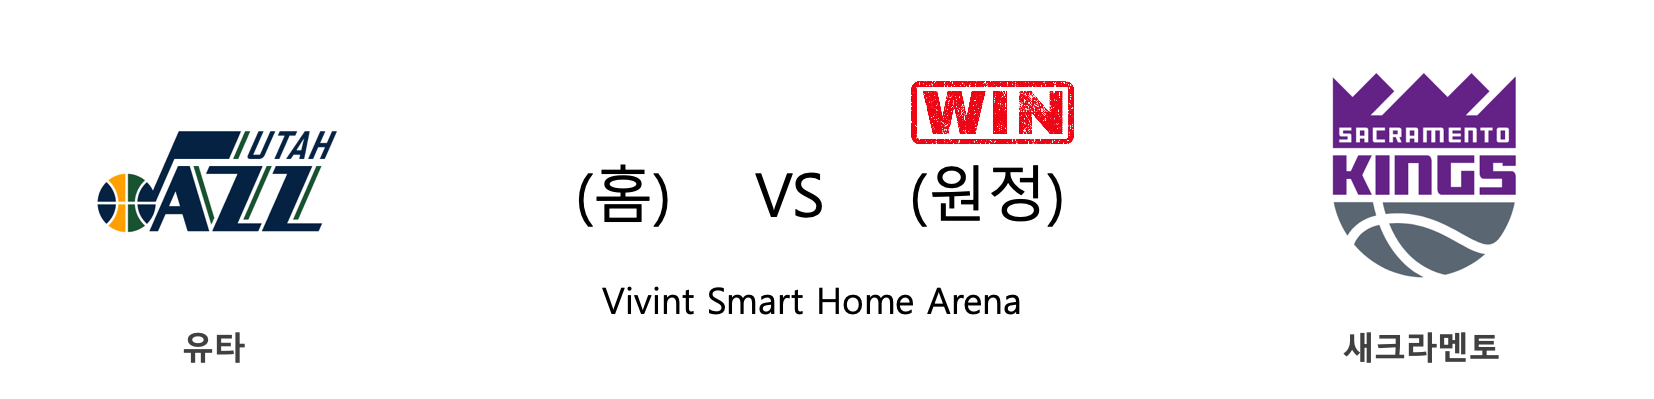 UTAH
JAZZ
WIN
SACRAMENTO
KINGS
(홈) VS (원정)
Vivint Smart Home Arena
유타
새크라멘토